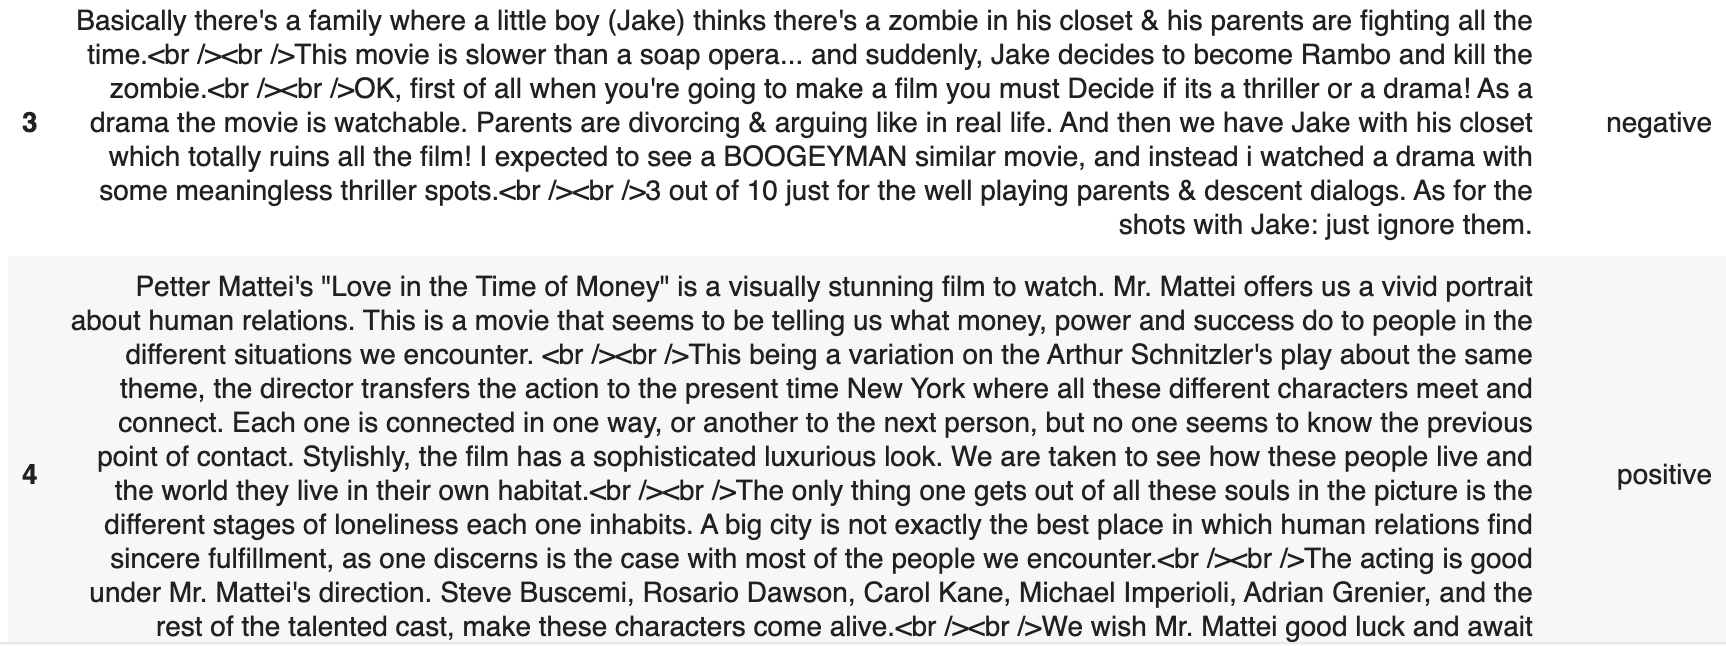 Basically there's a family where a little boy (Jake) thinks there's a zombie in his closet & his parents are fighting all the
time.<br /><br />This movie is slower than a soap opera... and suddenly, Jake decides to become Rambo and kill the
zombie.<br /><br />OK, first of all when you're going to make a film you must Decide if its a thriller or a drama! As a
3 drama the movie is watchable. Parents are divorcing & arguing like in real life. And then we have Jake with his closet negative
which totally ruins all the film! I expected to see a BOOGEYMAN similar movie, and instead i watched a drama with
some meaningless thriller spots.<br /><br />3 out of 10 just for the well playing parents & descent dialogs. As for the
shots with Jake: just ignore them.
Petter Mattei's "Love in the Time of Money" is a visually stunning film to watch. Mr. Mattei offers us a vivid portrait
about human relations. This is a movie that seems to be telling us what money, power and success do to people in the
different situations we encounter. <br /><br />This being a variation on the Arthur Schnitzler's play about the same
theme, the director transfers the action to the present time New York where all these different characters meet and
connect. Each one is connected in one way, or another to the next person, but no one seems to know the previous
point of contact. Stylishly, the film has a sophisticated luxurious look. We are taken to see how these people live and
4 the world they live in their own habitat.<br /><br />The only thing one gets out of all these souls in the picture is the positive
different stages of loneliness each one inhabits. A big city is not exactly the best place in which human relations find
sincere fulfillment, as one discerns is the case with most of the people we encounter.<br /><br />The acting is good
under Mr. Mattei's direction. Steve Buscemi, Rosario Dawson, Carol Kane, Michael Imperioli, Adrian Grenier, and the
rest of the talented cast, make these characters come alive.<br /><br />We wish Mr. Mattei good luck and await